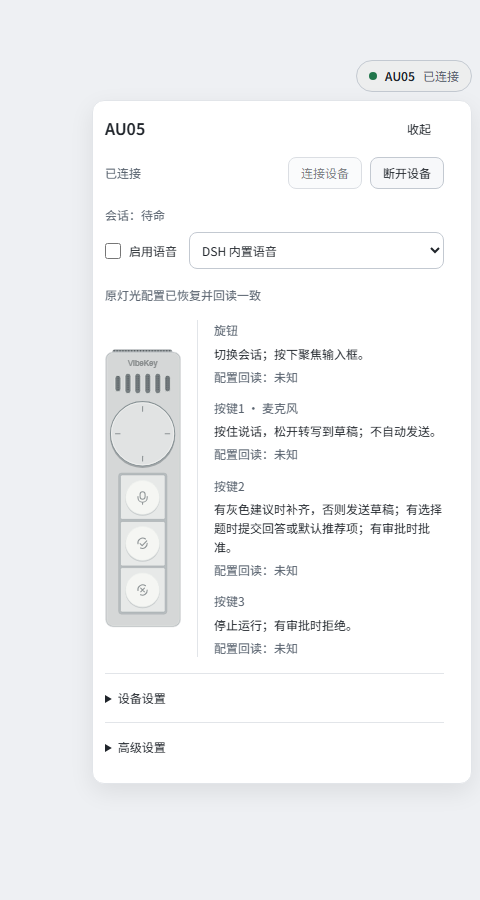 AU05 已连接
AU05
收起
已连接
连接设备
断开设备
会话：待命
启用语音
DSH 内置语音
原灯光配置已恢复并回读一致
VibeKey
旋钮
切换会话；按下聚焦输入框。
配置回读：未知
按键1 · 麦克风
按住说话，松开转写到草稿；不自动发送。
配置回读：未知
按键2
有灰色建议时补齐，否则发送草稿；有选择
题时提交回答或默认推荐项；有审批时批
准。
配置回读：未知
按键3
停止运行；有审批时拒绝。
配置回读：未知
设备设置
高级设置